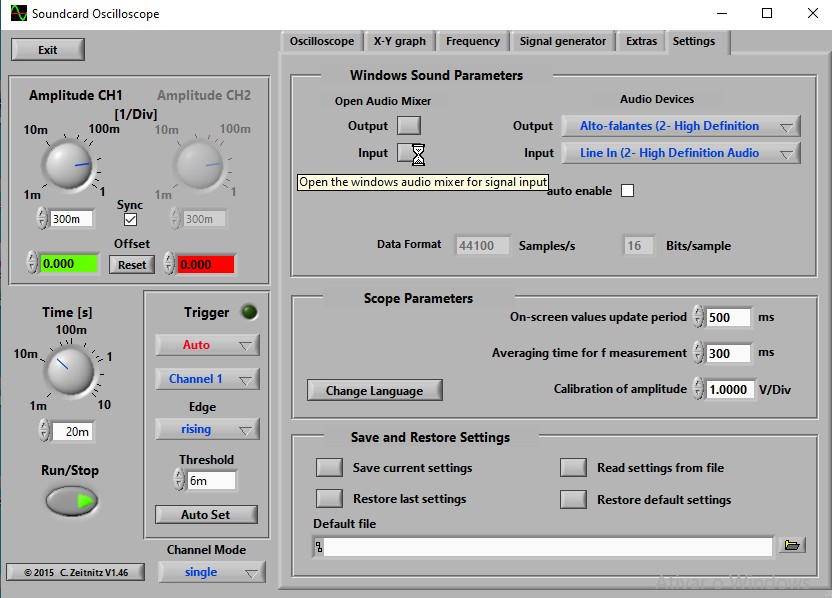 Soundcard Oscilloscope
Exit
Oscilloscope X-Y graph Frequency Signal generator Extras Settings
Amplitude CH1 Amplitude CH2
[1/Div]
10m 100m 10m 100m
1m 1 1m 1
Sync
300m 300m
Offset
0.000 Reset 0.000
Time [s]
100m
10m 1
1m 10
20m
Run/Stop
© 2015 C. Zeitnitz V1.46
Trigger
Auto
Channel 1
Edge
rising
Threshold
6m
Auto Set
Channel Mode
single
Windows Sound Parameters
Open Audio Mixer Audio Devices
Output Output Alto-falantes (2- High Definition
Input Input Line In (2- High Definition Audio
Open the windows audio mixer for signal input
auto enable
Data Format 44100 Samples/s 16 Bits/sample
Scope Parameters
On-screen values update period 500 ms
Averaging time for f measurement 300 ms
Change Language Calibration of amplitude 1.0000 V/Div
Save and Restore Settings
Save current settings Read settings from file
Restore last settings Restore default settings
Default file
Ativar o Windows